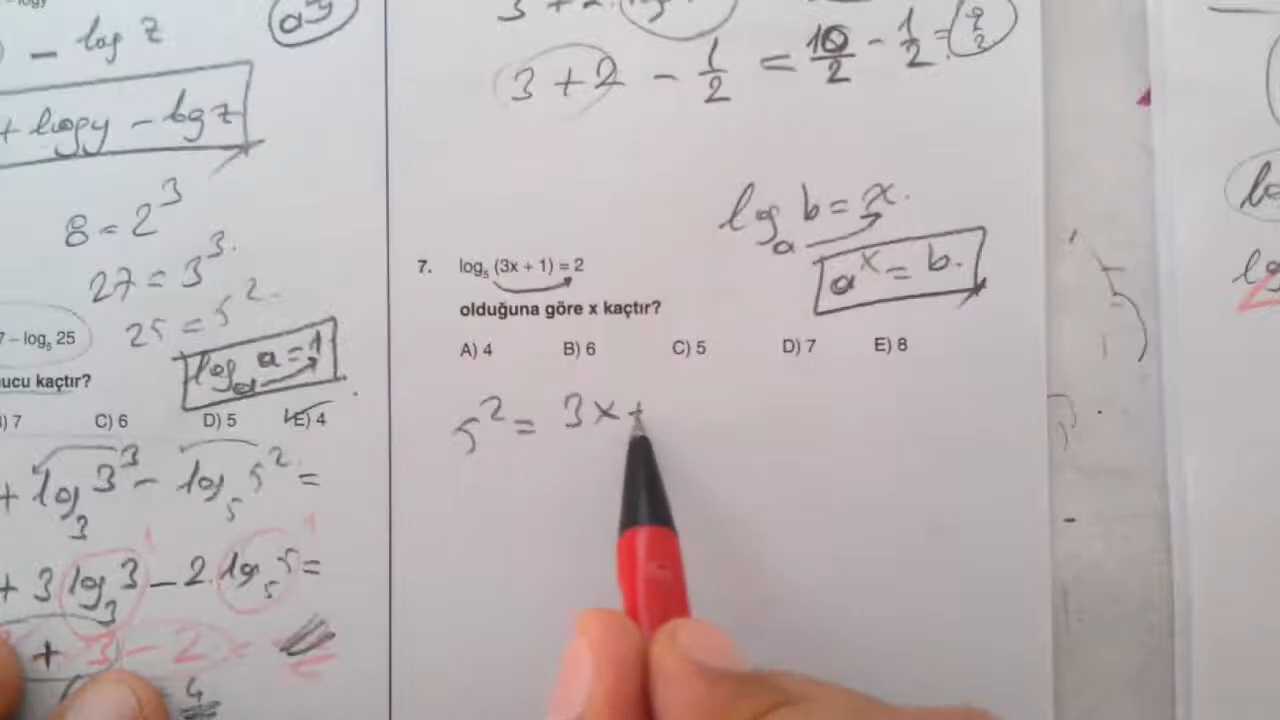 - log z
+ logy - log z
8 = 2³
27 = 3³.
25 = 5².
7 – log₅ 25
logₐ a = 1
ucu kaçtır?
) 7 C) 6 D) 5 E) 4
+ log₃ 3³ - log₅ 5² =
+ 3 log₃ 3 - 2. log₅ 5 =
+ 3 - 2 =
4
3 + 2 - 1/2 = 10/2 - 1/2 = 9/2
logₐ b = x.
aˣ = b.
7. log₅ (3x + 1) = 2
olduğuna göre x kaçtır?
A) 4 B) 6 C) 5 D) 7 E) 8
5² = 3x +